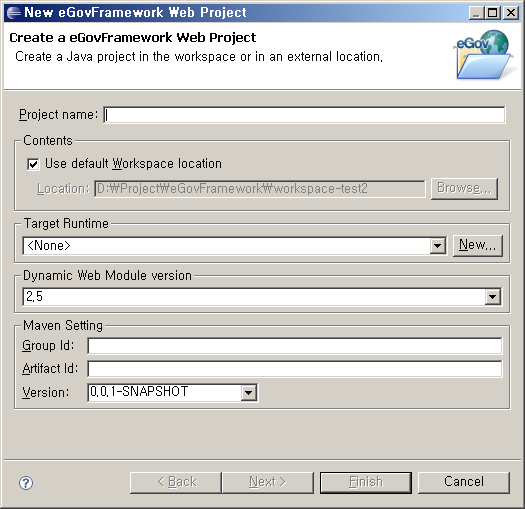 New eGovFramework Web Project
Create a eGovFramework Web Project
Create a Java project in the workspace or in an external location.
eGov
Project name:
Contents
Use default Workspace location
Location: D:₩Project₩eGovFramework₩workspace-test2 Browse...
Target Runtime
<None> New...
Dynamic Web Module version
2.5
Maven Setting
Group Id:
Artifact Id:
Version: 0.0.1-SNAPSHOT
? < Back Next > Finish Cancel